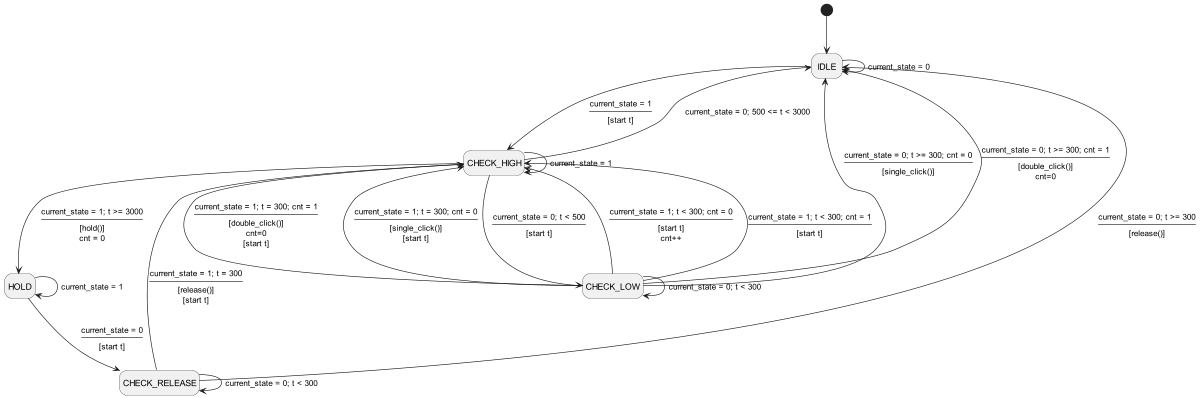 IDLE
current_state = 0
current_state = 1
[start t]
current_state = 0; 500 <= t < 3000
CHECK_HIGH
current_state = 1
current_state = 0; t >= 300; cnt = 0
[single_click()]
current_state = 0; t >= 300; cnt = 1
[double_click()]
cnt=0
current_state = 1; t >= 3000
[hold()]
cnt = 0
current_state = 1; t = 300; cnt = 1
[double_click()]
cnt=0
[start t]
current_state = 1; t = 300; cnt = 0
[single_click()]
[start t]
current_state = 0; t < 500
[start t]
current_state = 1; t < 300; cnt = 0
[start t]
cnt++
current_state = 1; t < 300; cnt = 1
[start t]
current_state = 0; t >= 300
[release()]
HOLD
current_state = 1
current_state = 1; t = 300
[release()]
[start t]
CHECK_LOW
current_state = 0; t < 300
current_state = 0
[start t]
CHECK_RELEASE
current_state = 0; t < 300